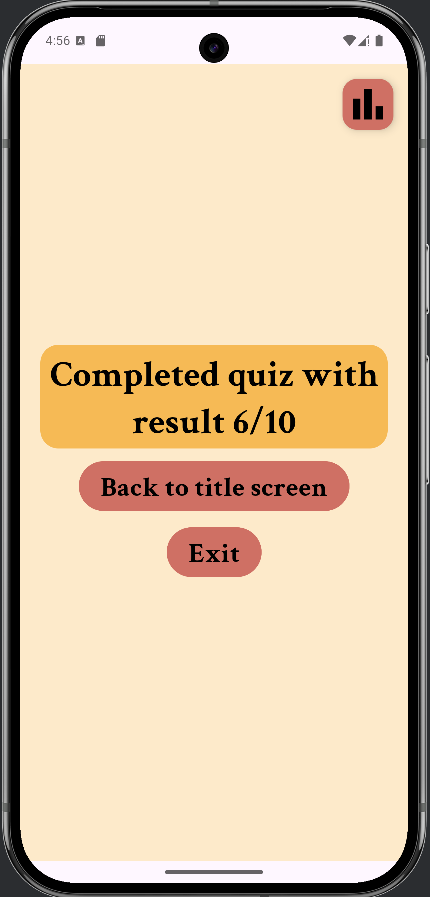 4:56
Completed quiz with
result 6/10
Back to title screen
Exit